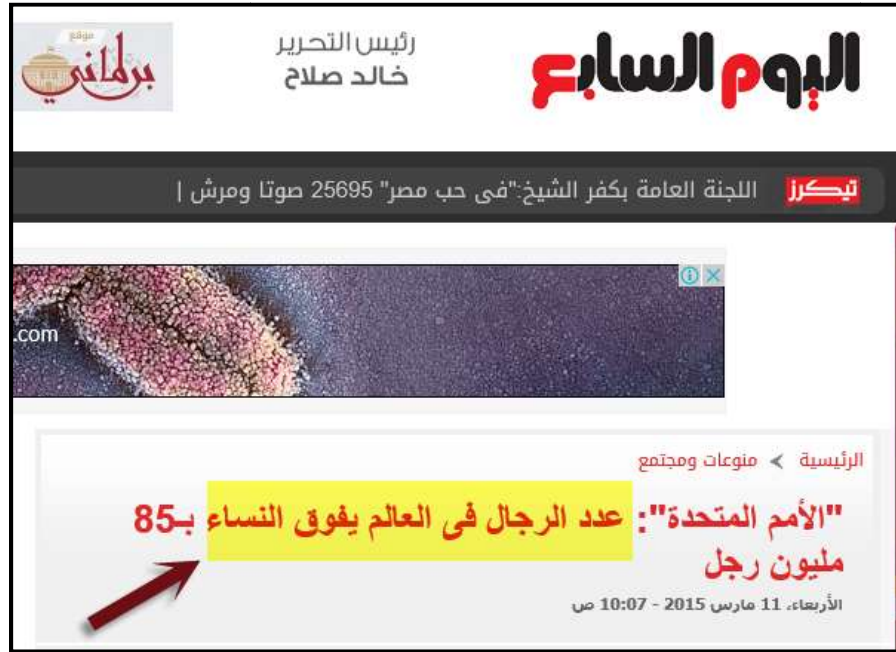 اليوم السابع
رئيس التحرير
خالد صلاح
موقع
برلماني
تيكرز اللجنة العامة بكفر الشيخ:"فى حب مصر" 25695 صوتا ومرش |
.com
الرئيسية > منوعات ومجتمع
"الأمم المتحدة": عدد الرجال فى العالم يفوق النساء بـ85
مليون رجل
الأربعاء، 11 مارس 2015 - 10:07 ص